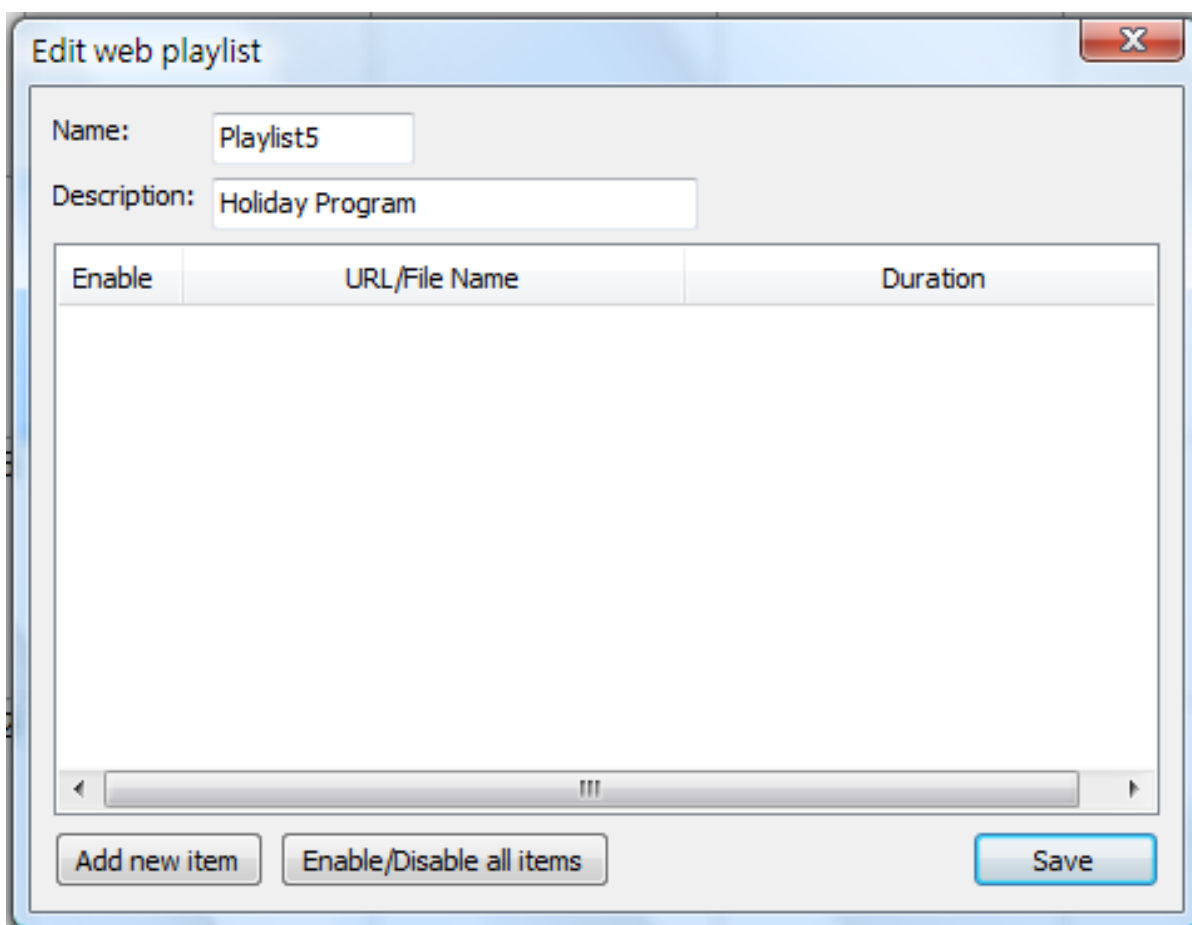 Edit web playlist
Name: Playlist5
Description: Holiday Program
Enable URL/File Name Duration
Add new item Enable/Disable all items Save